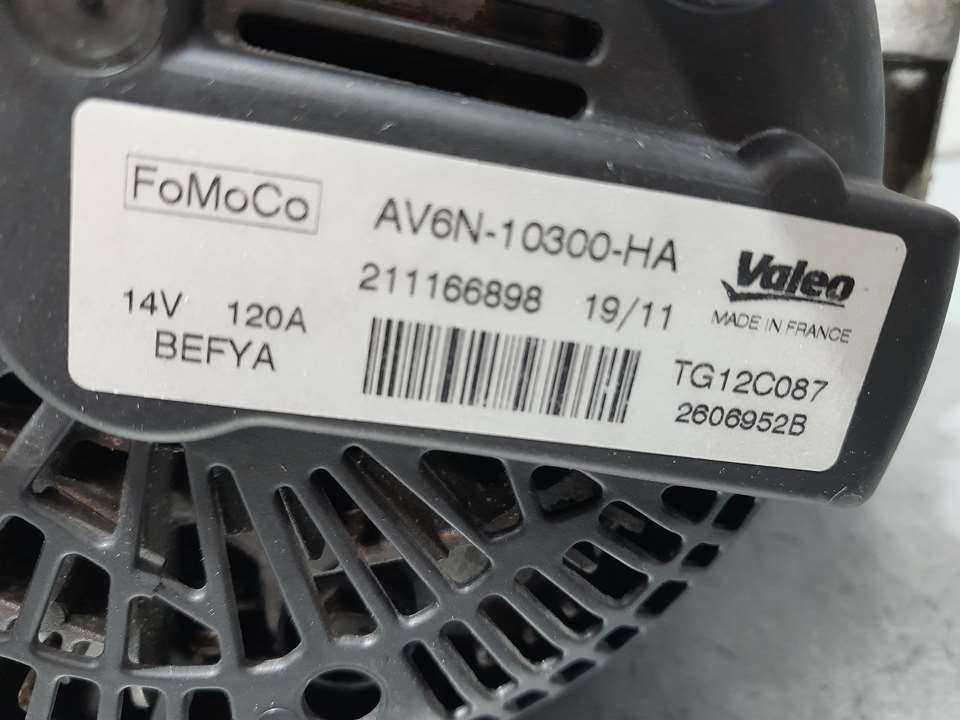 FoMoCo
AV6N-10300-HA
211166898 19/11
14V 120A
BEFYA
Valeo
MADE IN FRANCE
TG12C087
2606952B